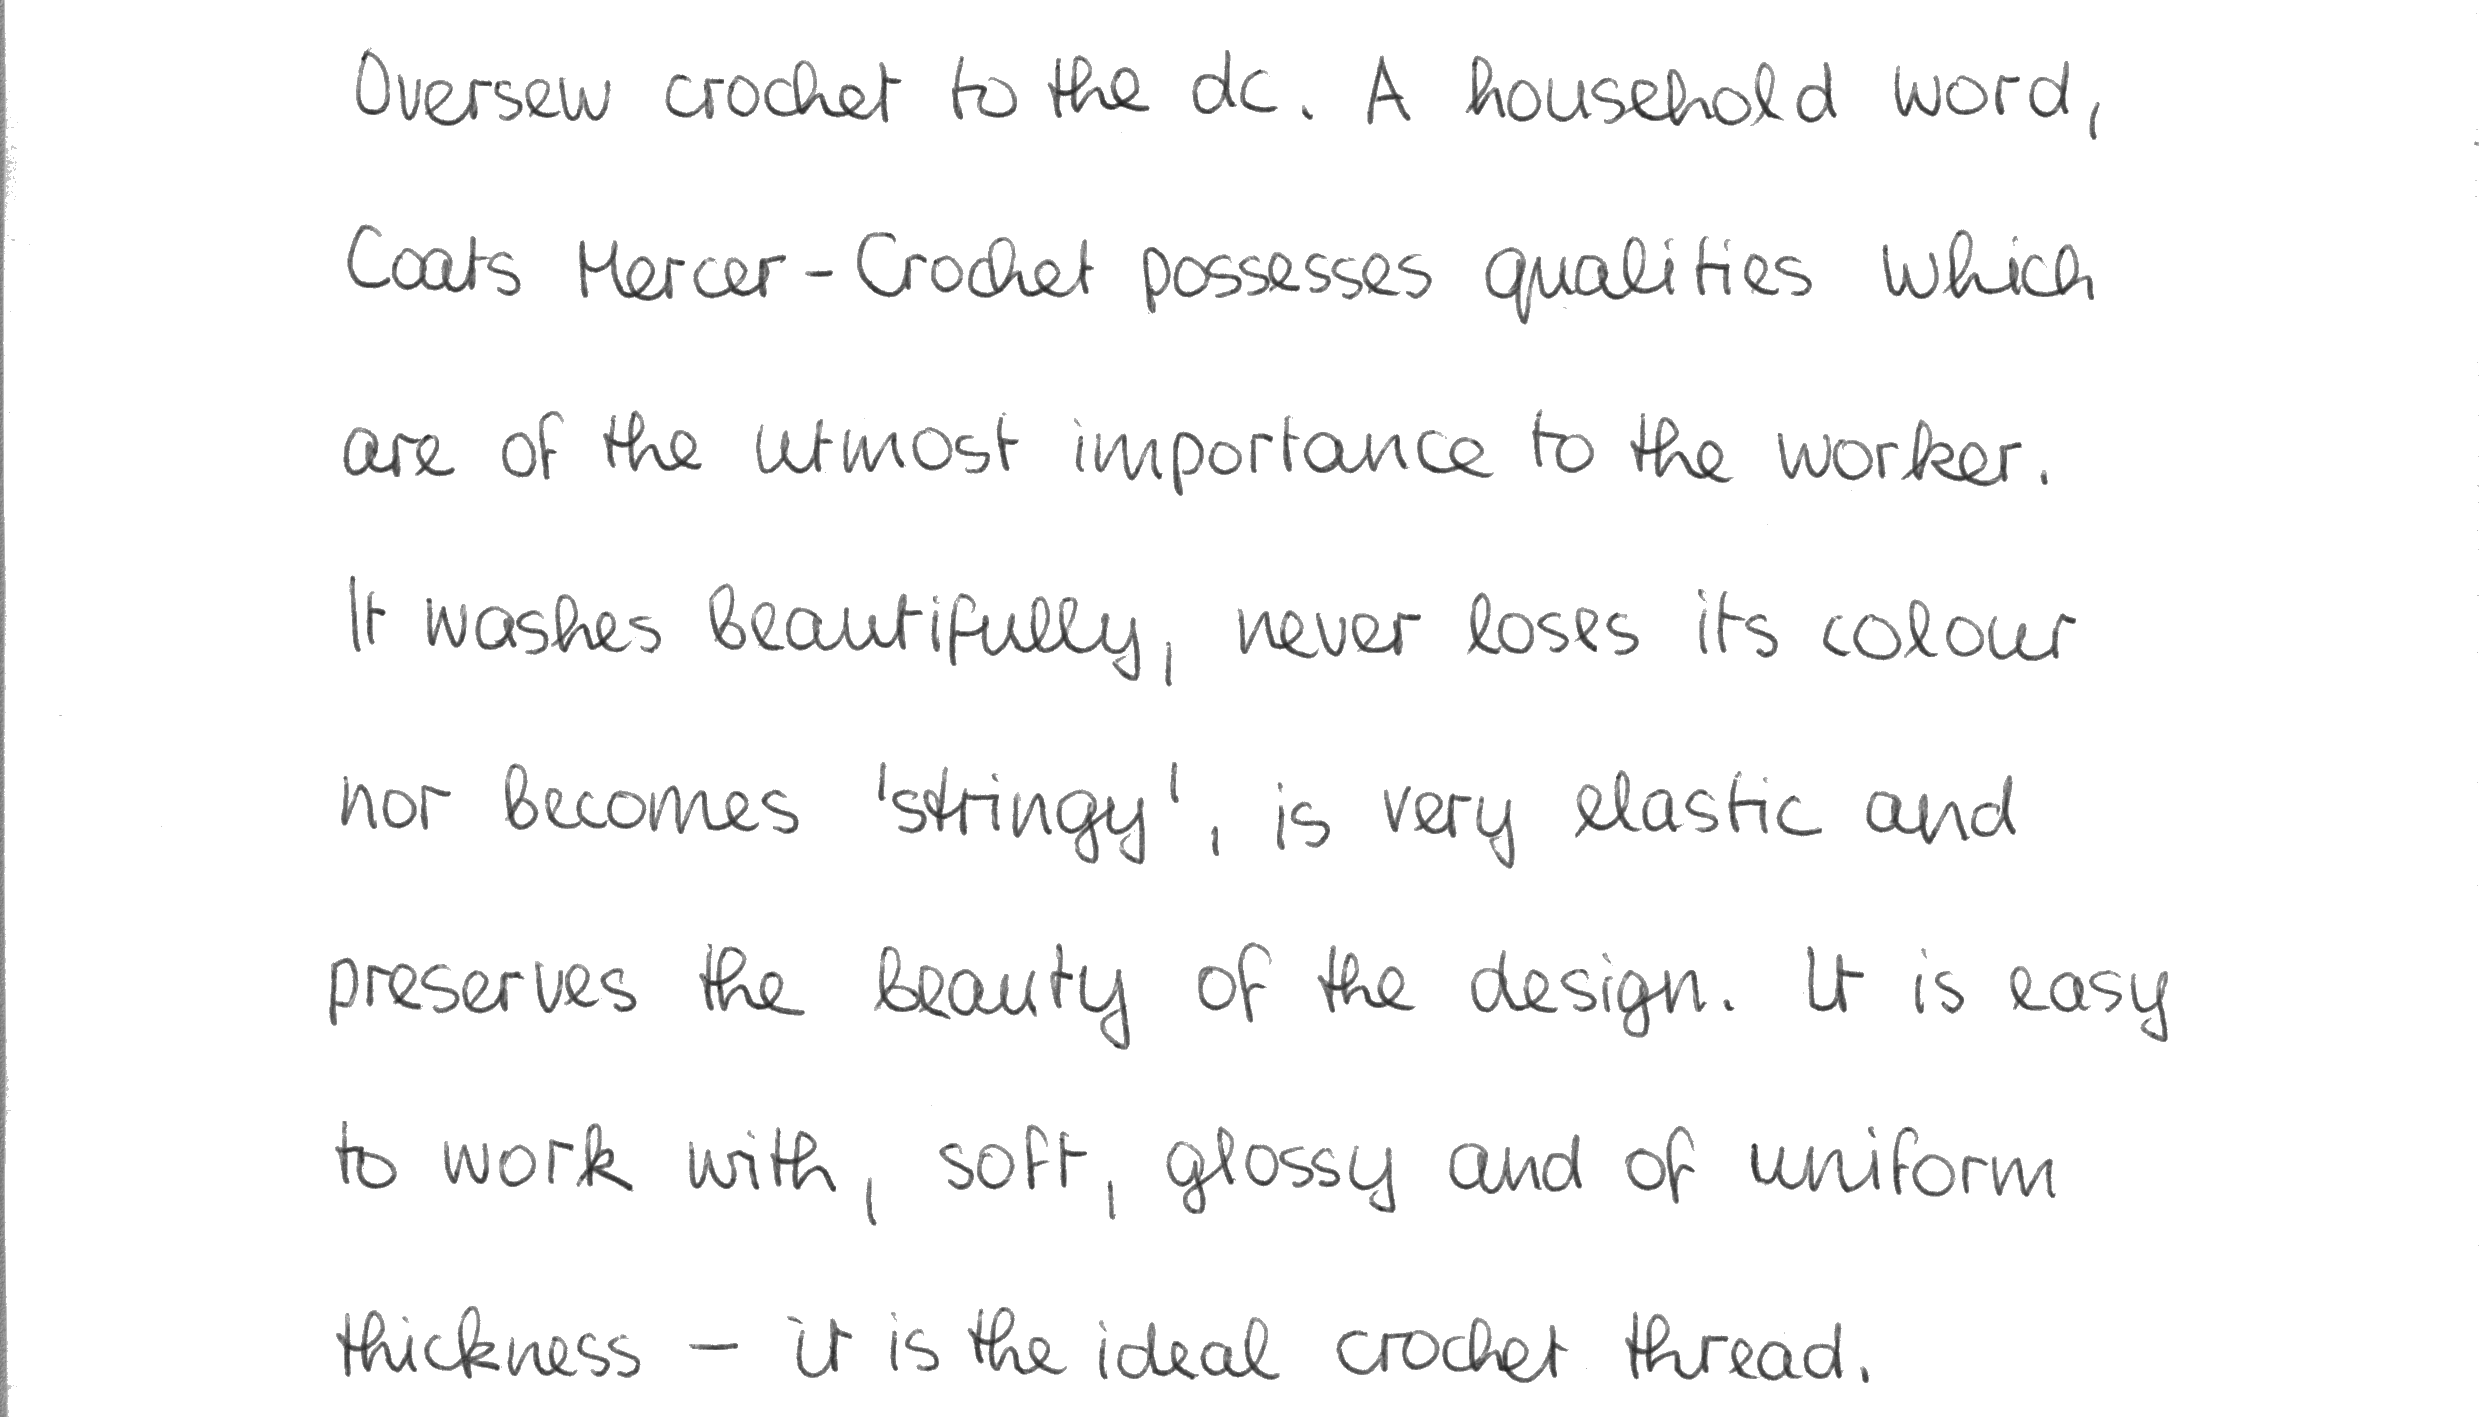 Oversew crochet to the dc. A household word,
Coats Mercer-Crochet possesses qualities which
are of the utmost importance to the worker.
It washes beautifully, never loses its colour
nor becomes 'stringy', is very elastic and
preserves the beauty of the design. It is easy
to work with, soft, glossy and of uniform
thickness – it is the ideal crochet thread.